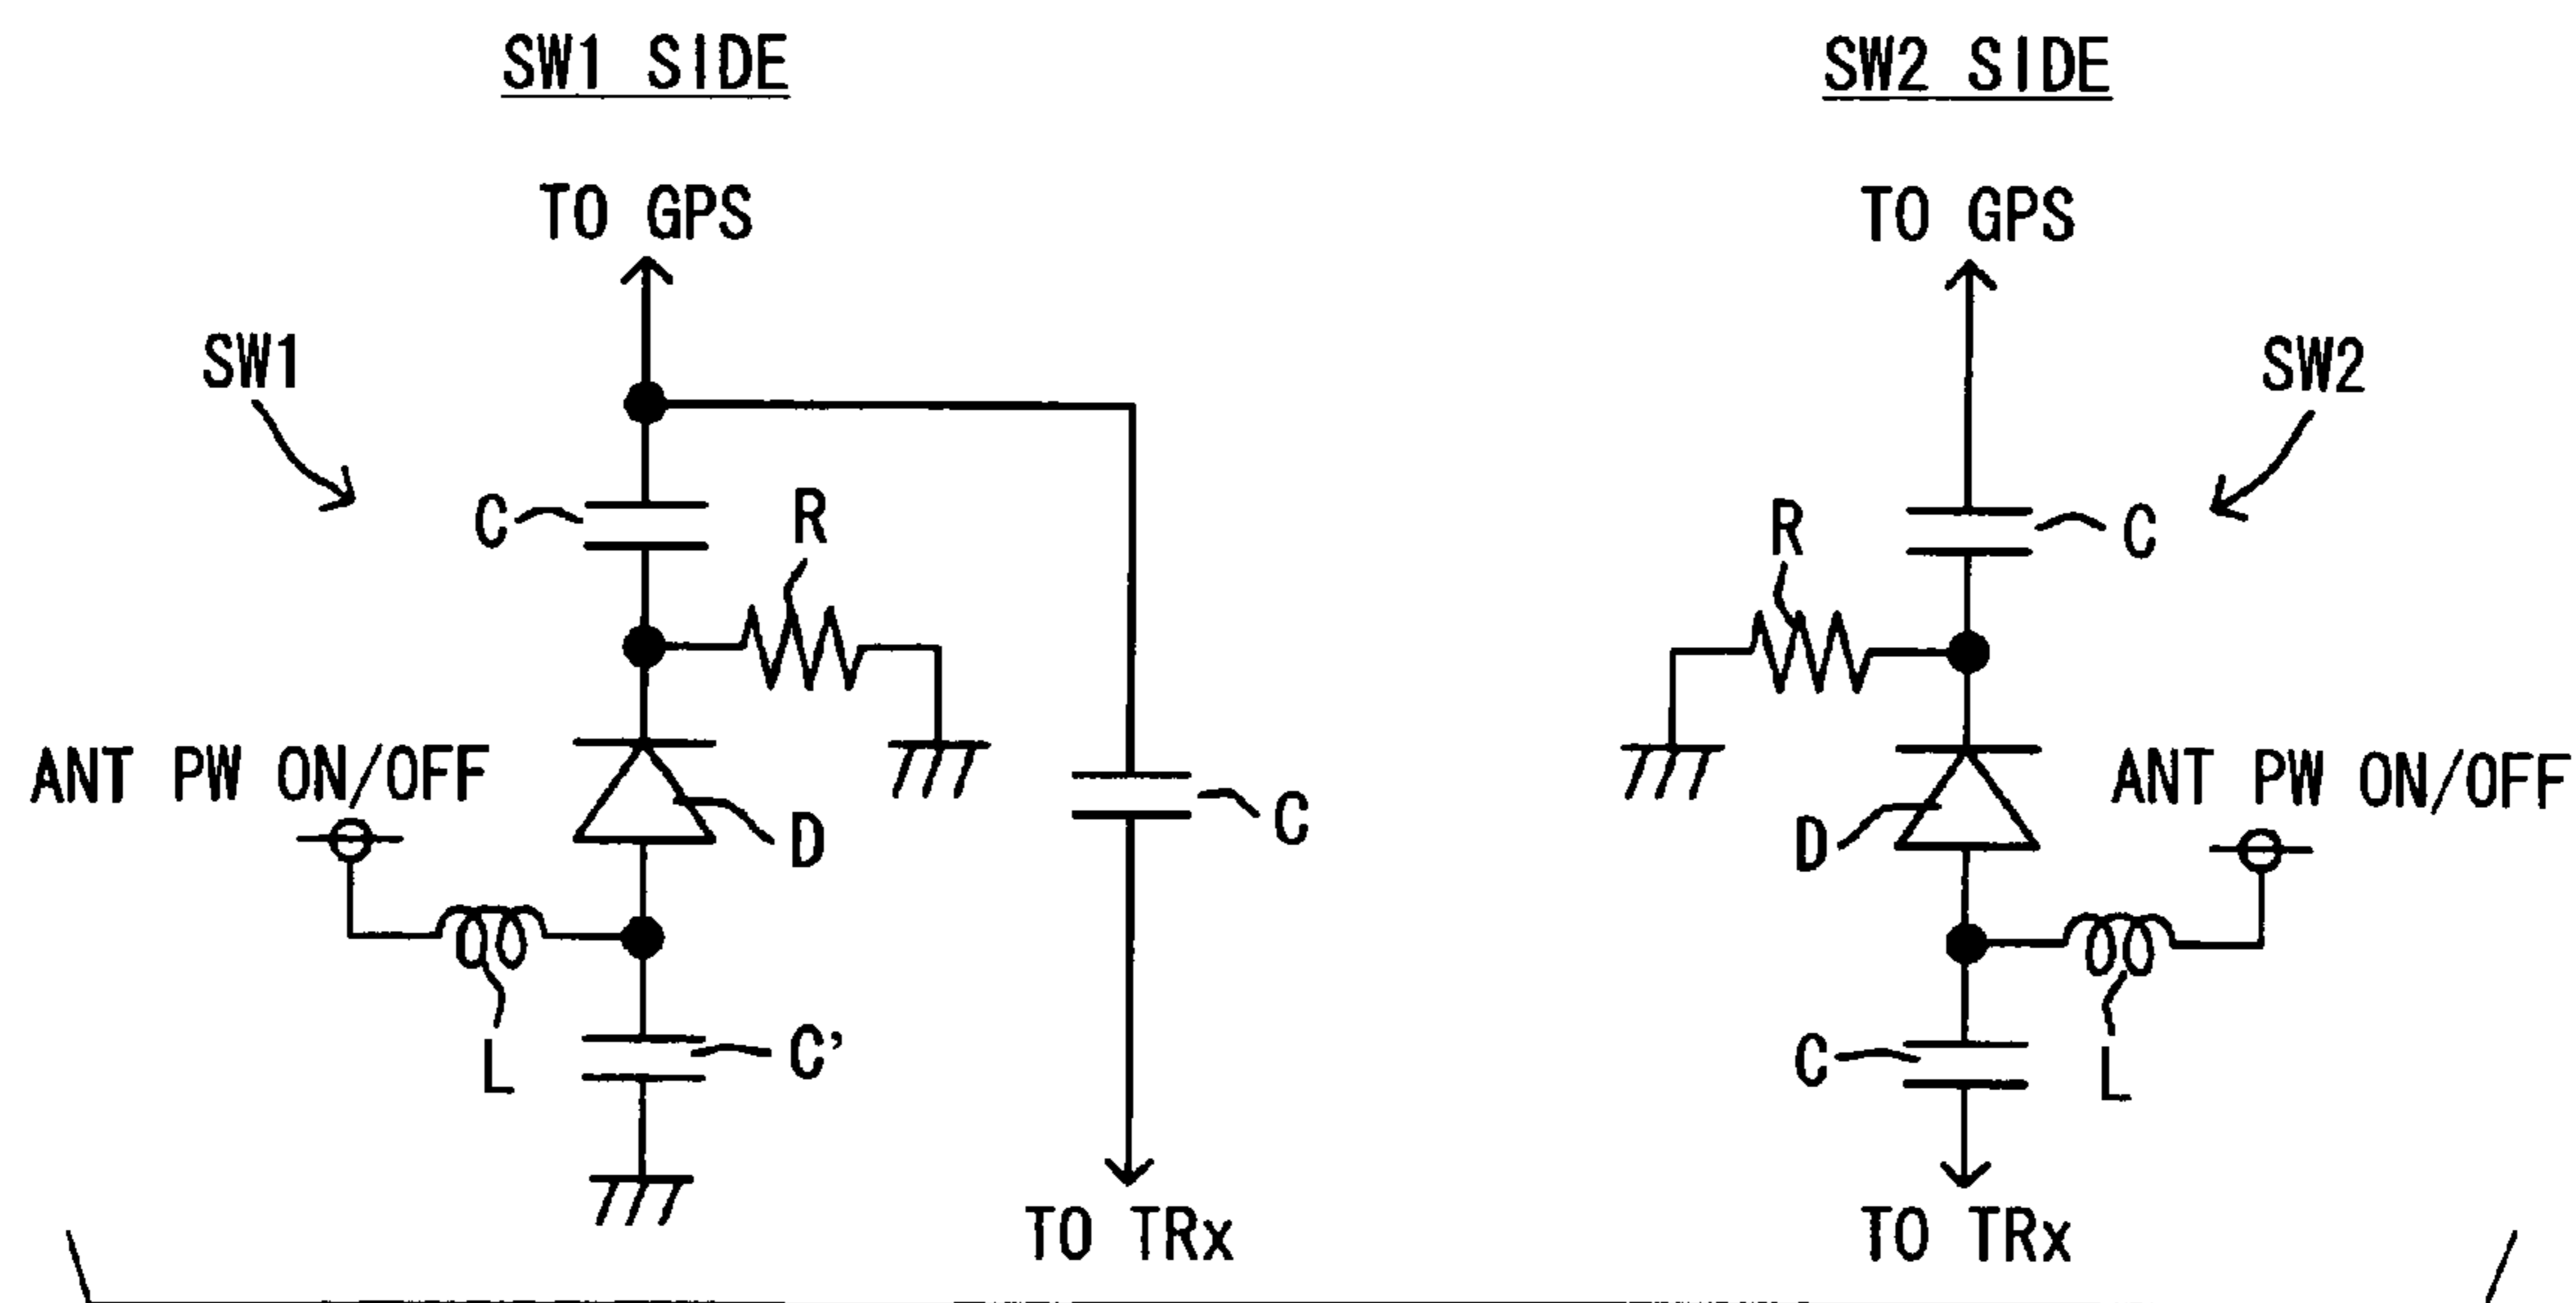 SW1 SIDE
TO GPS
SW1
C
R
ANT PW ON/OFF
D
C
L
C'
TO TRx
SW2 SIDE
TO GPS
SW2
R
C
ANT PW ON/OFF
D
C
L
TO TRx